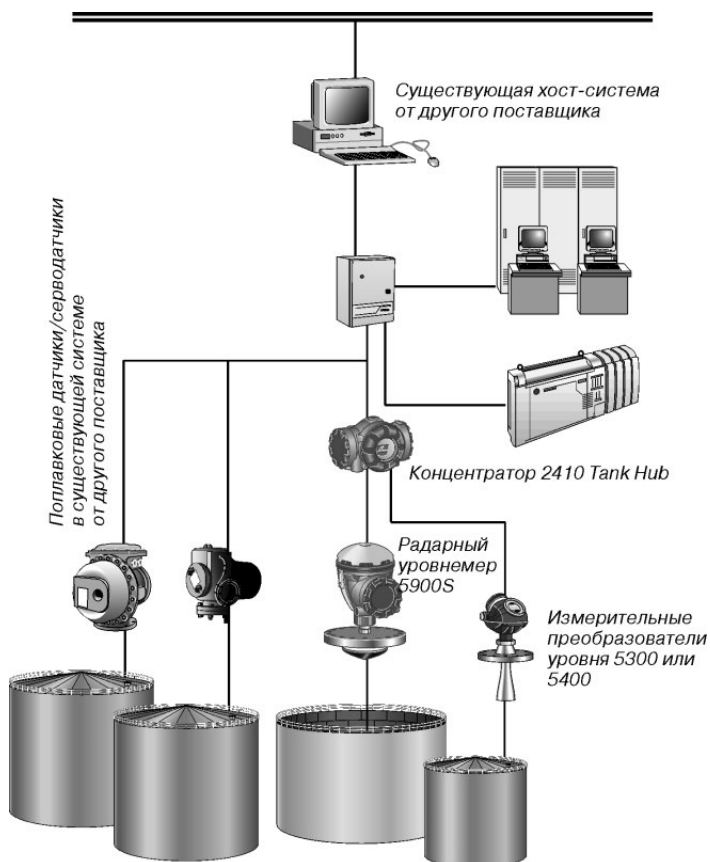 Существующая хост-система
от другого поставщика
Поплавковые датчики/серводатчики
в существующей системе
от другого поставщика
Концентратор 2410 Tank Hub
Радарный
уровнемер
5900S
Измерительные
преобразователи
уровня 5300 или
5400